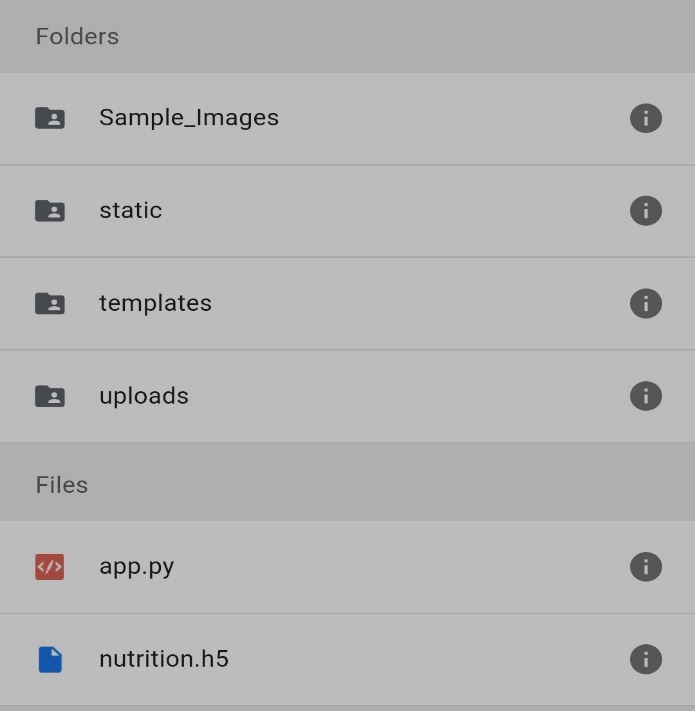 Folders
Sample_Images
static
templates
uploads
Files
app.py
nutrition.h5